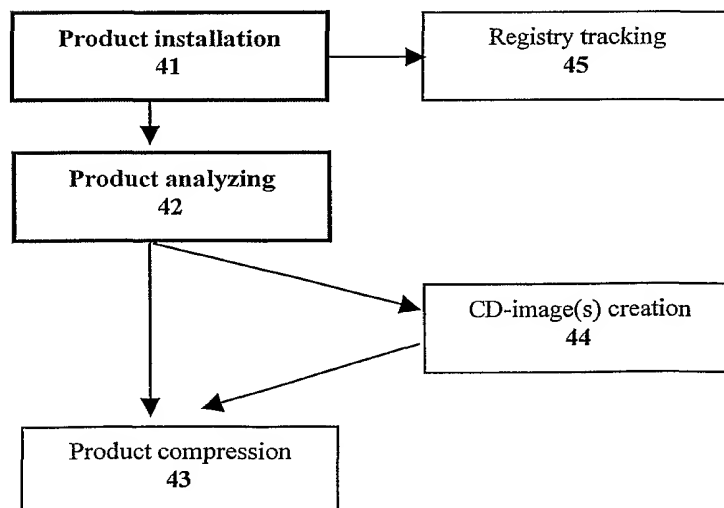 Product installation
41
Registry tracking
45
Product analyzing
42
CD-image(s) creation
44
Product compression
43